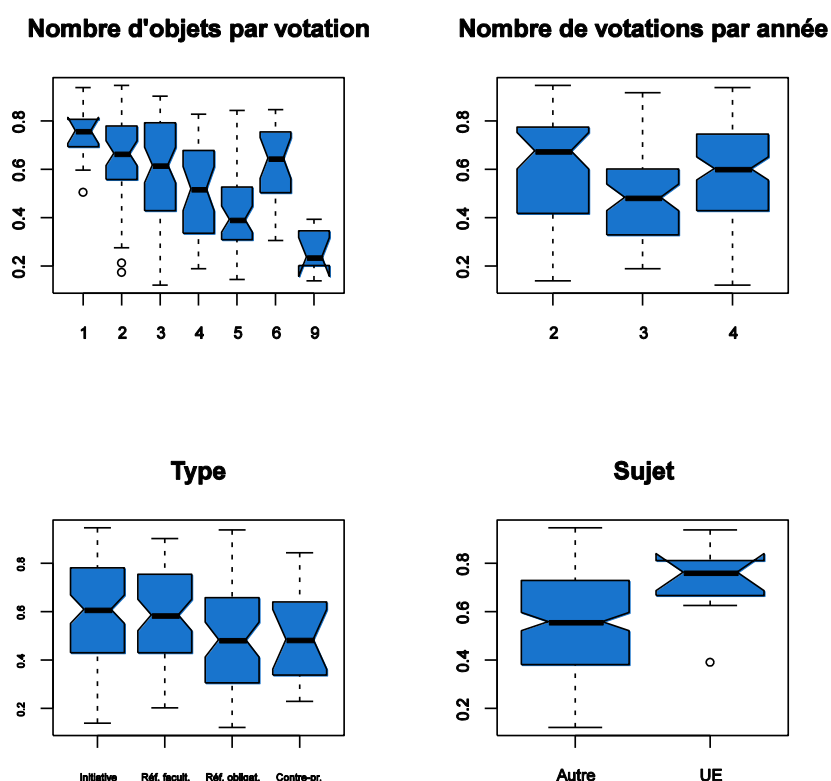 Nombre d'objets par votation
0.8
0.6
0.4
0.2
1 2 3 4 5 6 9
Nombre de votations par année
0.8
0.6
0.4
0.2
2 3 4
Type
0.8
0.6
0.4
0.2
Initiative Réf. facult. Réf. obligat. Contre-pr.
Sujet
0.8
0.6
0.4
0.2
Autre UE